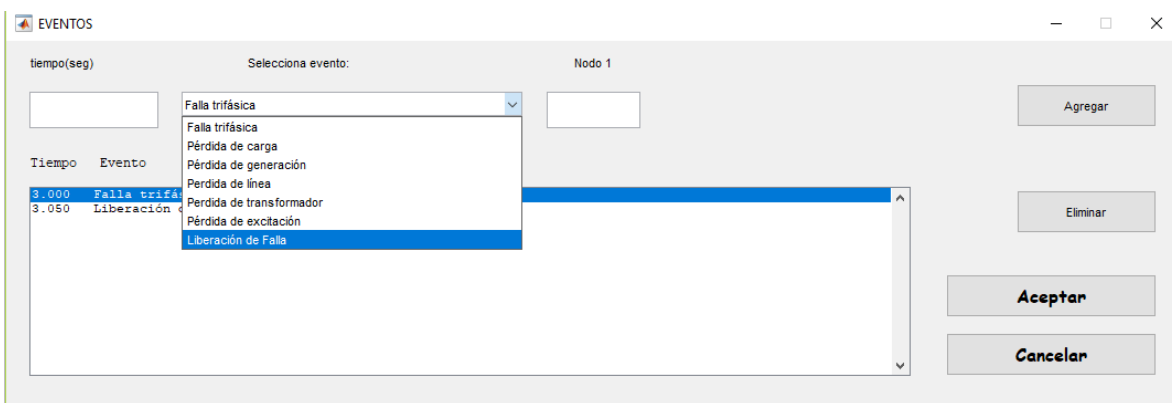 EVENTOS
tiempo(seg) Selecciona evento: Nodo 1
Falla trifásica
Agregar
Falla trifásica
Pérdida de carga
Pérdida de generación
Perdida de línea
Perdida de transformador
Pérdida de excitación
Liberación de Falla
Tiempo Evento
3.000 Falla
3.050 Liberación
Eliminar
Aceptar
Cancelar